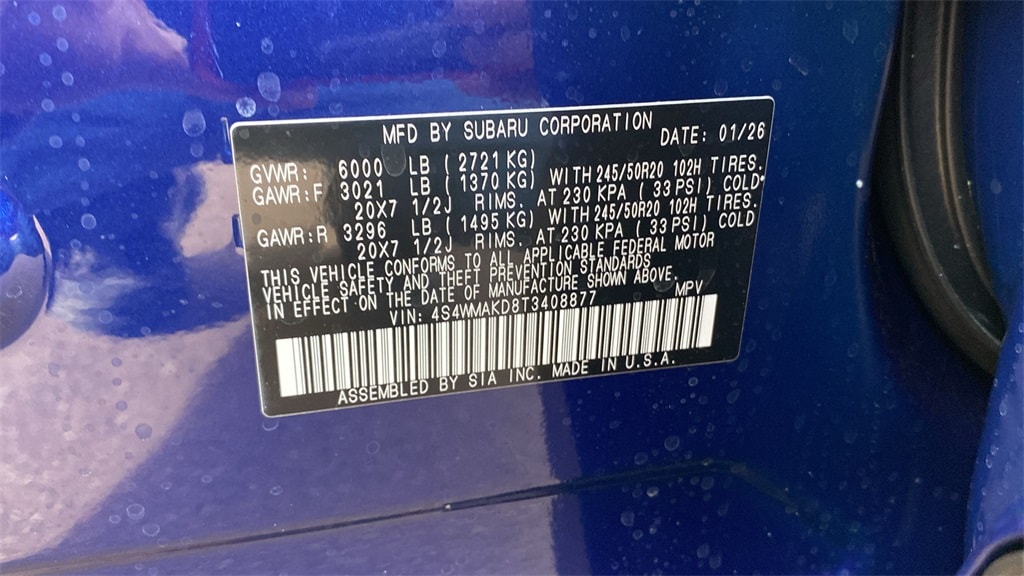 MFD BY SUBARU CORPORATION DATE: 01/26
GVWR: 6000 LB ( 2721 KG)
GAWR:F 3021 LB ( 1370 KG) WITH 245/50R20 102H TIRES.
20X7 1/2J RIMS. AT 230 KPA ( 33 PSI) COLD.
GAWR:R 3296 LB ( 1495 KG) WITH 245/50R20 102H TIRES.
20X7 1/2J RIMS. AT 230 KPA ( 33 PSI) COLD
THIS VEHICLE CONFORMS TO ALL APPLICABLE FEDERAL MOTOR
VEHICLE SAFETY AND THEFT PREVENTION STANDARDS
IN EFFECT ON THE DATE OF MANUFACTURE SHOWN ABOVE.
VIN: 4S4WMAKD8T3408877 MPV
ASSEMBLED BY SIA INC. MADE IN U.S.A.